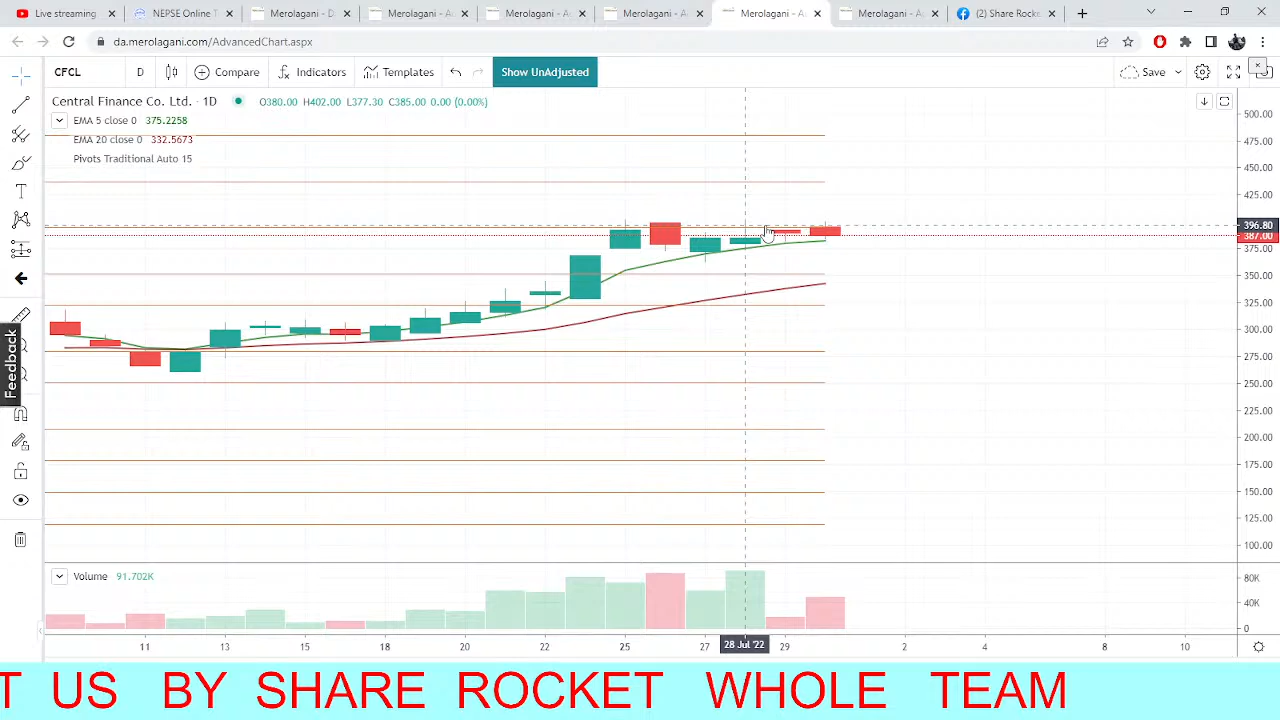 Live streaming
NEPSE Online T
Merolagani - D
Merolagani - A
Merolagani - A
Merolagani - A
Merolagani - A
Merolagani - A
(2) Share Rocke
da.merolagani.com/AdvancedChart.aspx
CFCL
D
Compare
Indicators
Templates
Show UnAdjusted
Save
Central Finance Co. Ltd. · 1D
O380.00 H402.00 L377.30 C385.00 0.00 (0.00%)
EMA 5 close 0 375.2258
EMA 20 close 0 332.5673
Pivots Traditional Auto 15
500.00
475.00
450.00
425.00
396.80
387.00
375.00
350.00
325.00
300.00
275.00
250.00
225.00
200.00
175.00
150.00
125.00
100.00
Feedback
Volume 91.702K
80K
40K
0
11 13 15 18 20 22 25 27 28 Jul '22 29 2 4 8 10
T US BY SHARE ROCKET WHOLE TEAM